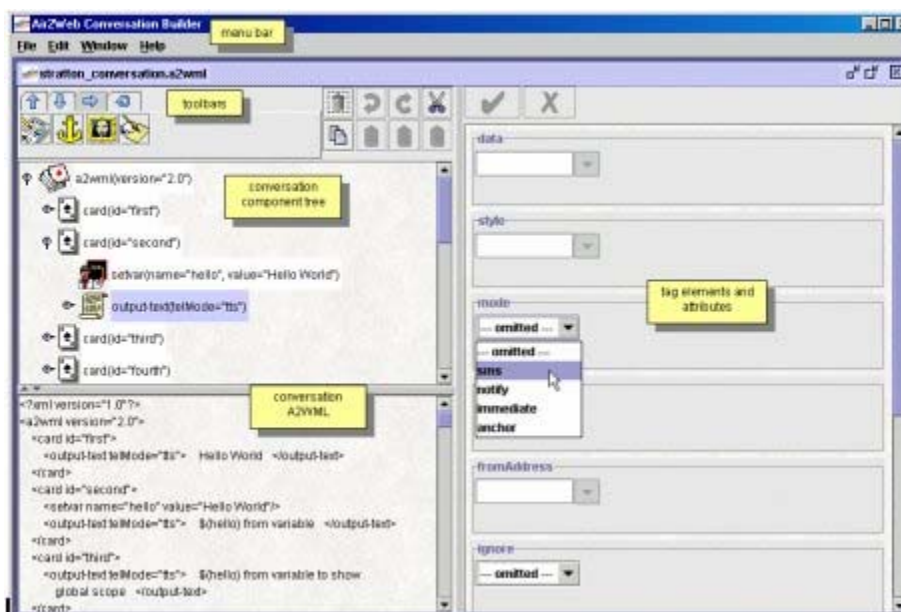 Air2Web Conversation Builder
menu bar
File Edit Window Help
stratton_conversation.a2wml
toolbars
a2wml(version="2.0")
conversation
component tree
card(id="first")
card(id="second")
setvar(name="hello", value="Hello World")
output-text(telMode="tts")
card(id="third")
card(id="fourth")
conversation
A2WML
<?xml version="1.0"?>
<a2wml version="2.0">
<card id="first">
<output-text telMode="tts"> Hello World </output-text>
</card>
<card id="second">
<setvar name="hello" value="Hello World"/>
<output-text telMode="tts"> $(hello) from variable </output-text>
</card>
<card id="third">
<output-text telMode="tts"> $(hello) from variable to show
global scope </output-text>
</card>
data
style
mode
--- omitted ---
--- omitted ---
sms
notify
immediate
anchor
tag elements and
attributes
fromAddress
ignore
--- omitted ---